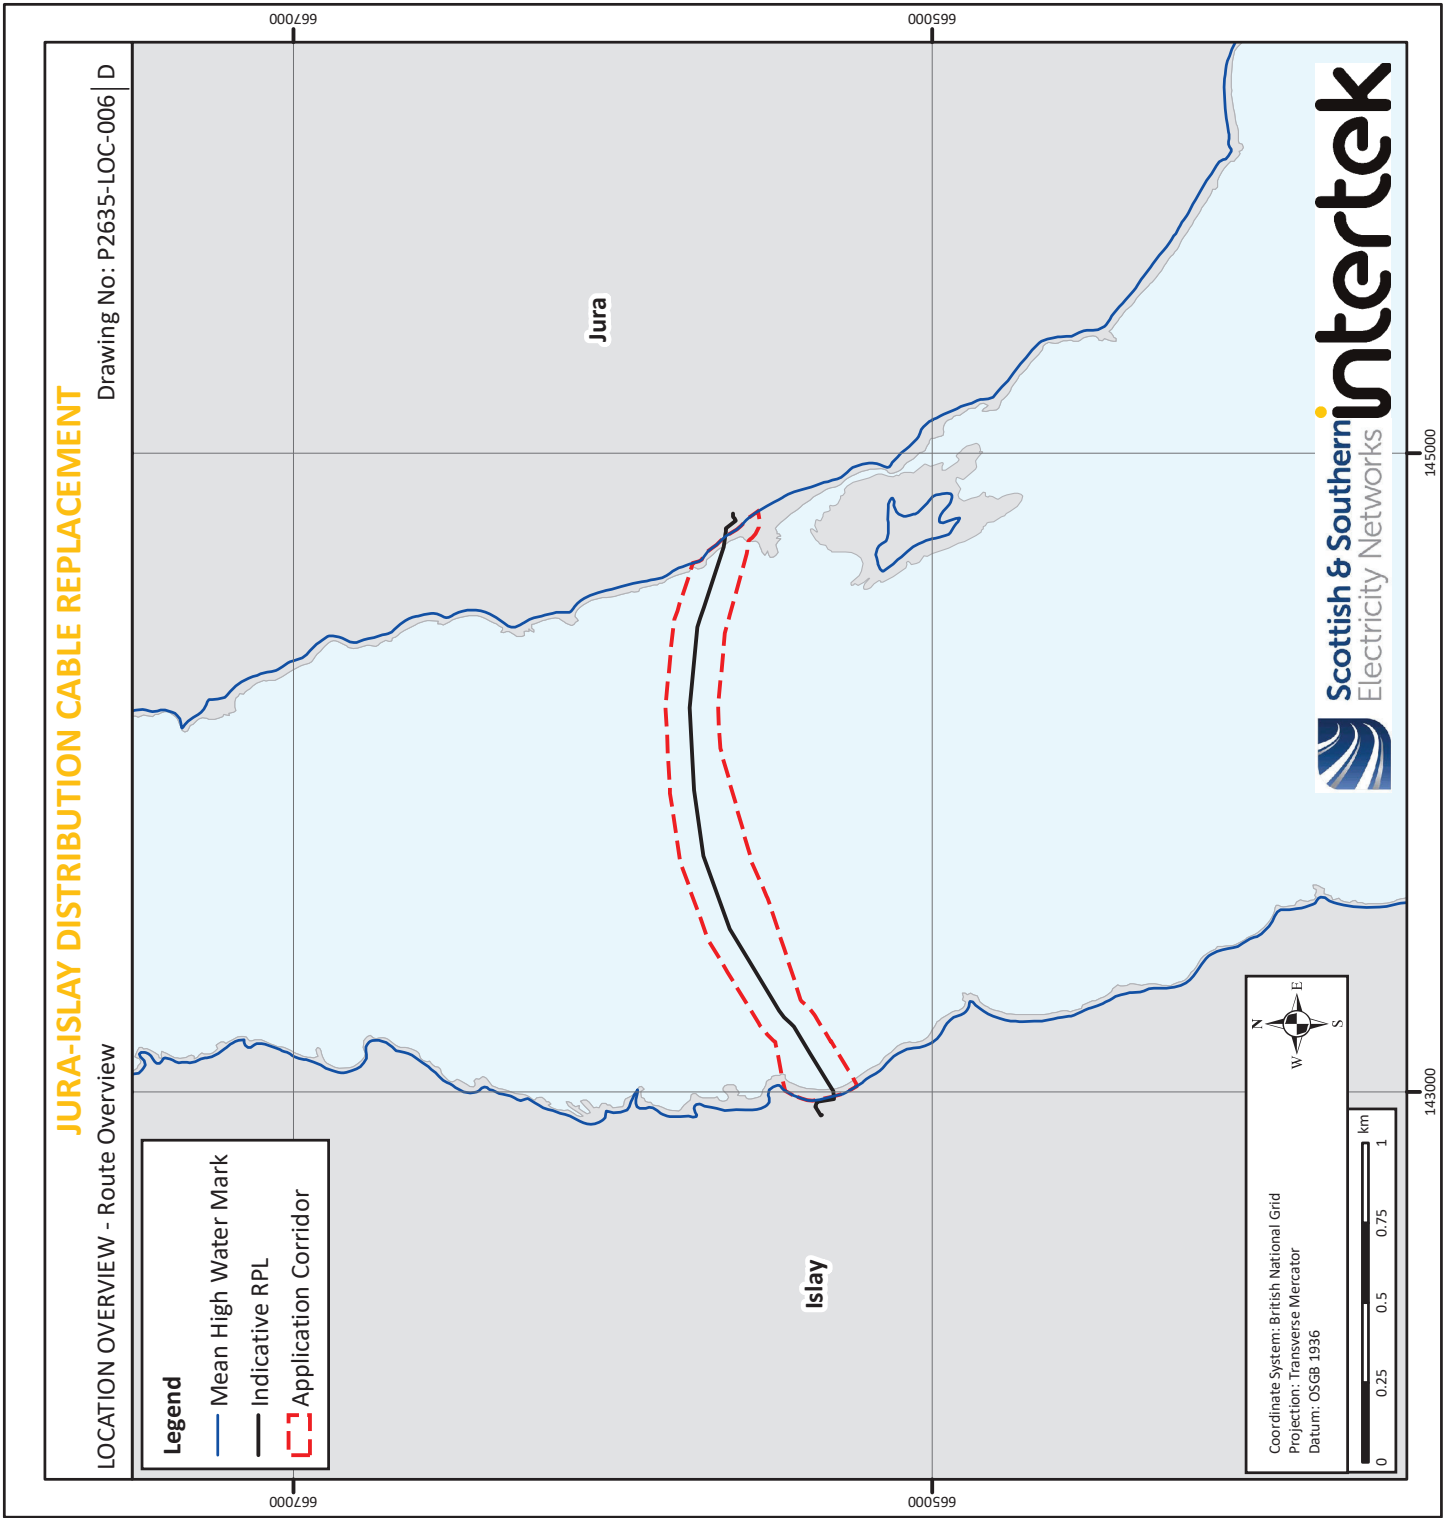 JURA-ISLAY DISTRIBUTION CABLE REPLACEMENT
LOCATION OVERVIEW - Route Overview
Drawing No: P2635-LOC-006 D
Legend
Mean High Water Mark
Indicative RPL
Application Corridor
667000
665000
667000
665000
Jura
Islay
Coordinate System: British National Grid
Projection: Transverse Mercator
Datum: OSGB 1936
N
W E
S
km
0 0.25 0.5 0.75 1
143000
145000
Scottish & Southern
Electricity Networks
intertek